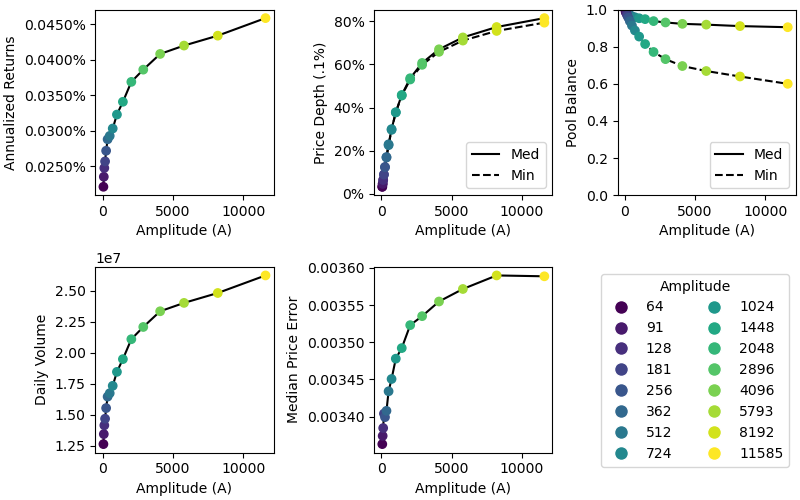 Annualized Returns
0.0450%
0.0400%
0.0350%
0.0300%
0.0250%
0 5000 10000
Amplitude (A)
Price Depth (.1%)
80%
60%
40%
20%
0%
Med
Min
0 5000 10000
Amplitude (A)
Pool Balance
1.0
0.8
0.6
0.4
0.2
0.0
Med
Min
0 5000 10000
Amplitude (A)
1e7
Daily Volume
2.50
2.25
2.00
1.75
1.50
1.25
0 5000 10000
Amplitude (A)
Median Price Error
0.00360
0.00355
0.00350
0.00345
0.00340
0 5000 10000
Amplitude (A)
Amplitude
64 1024
91 1448
128 2048
181 2896
256 4096
362 5793
512 8192
724 11585